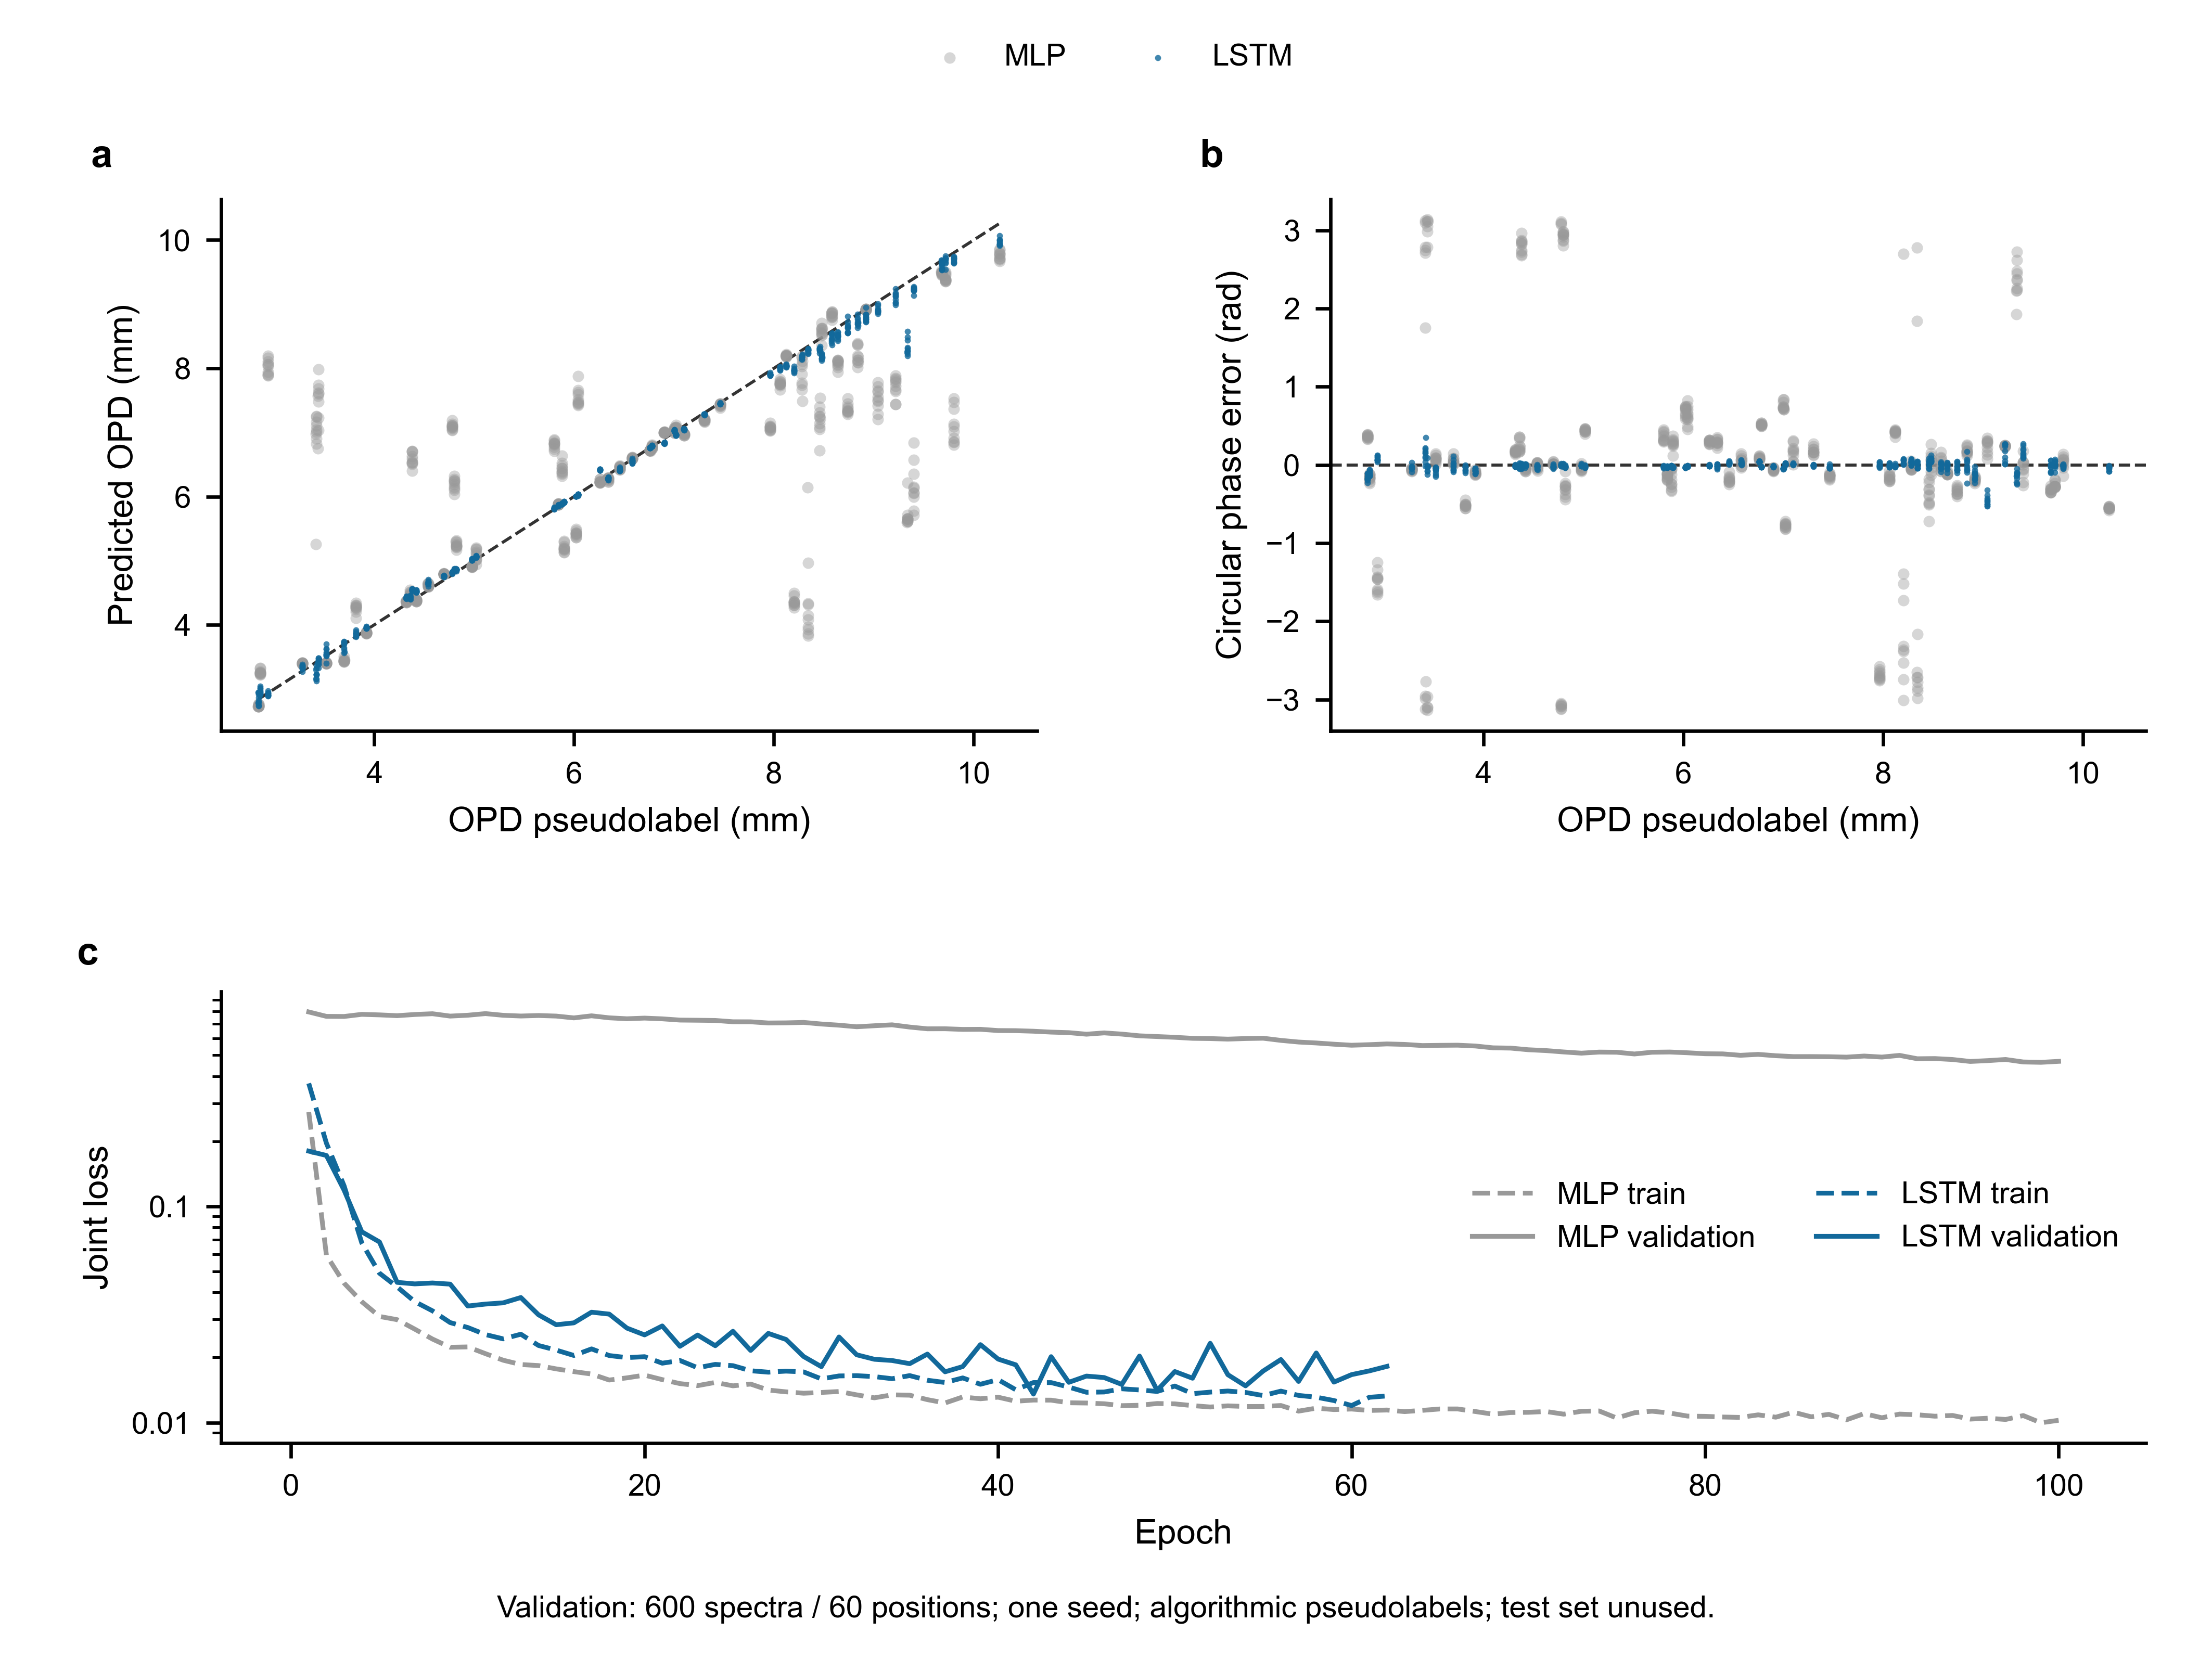 MLP LSTM
a
10
8
6
4
Predicted OPD (mm)
4 6 8 10
OPD pseudolabel (mm)
b
3
2
1
0
−1
−2
−3
Circular phase error (rad)
4 6 8 10
OPD pseudolabel (mm)
c
0.1
0.01
Joint loss
MLP train LSTM train
MLP validation LSTM validation
0 20 40 60 80 100
Epoch
Validation: 600 spectra / 60 positions; one seed; algorithmic pseudolabels; test set unused.